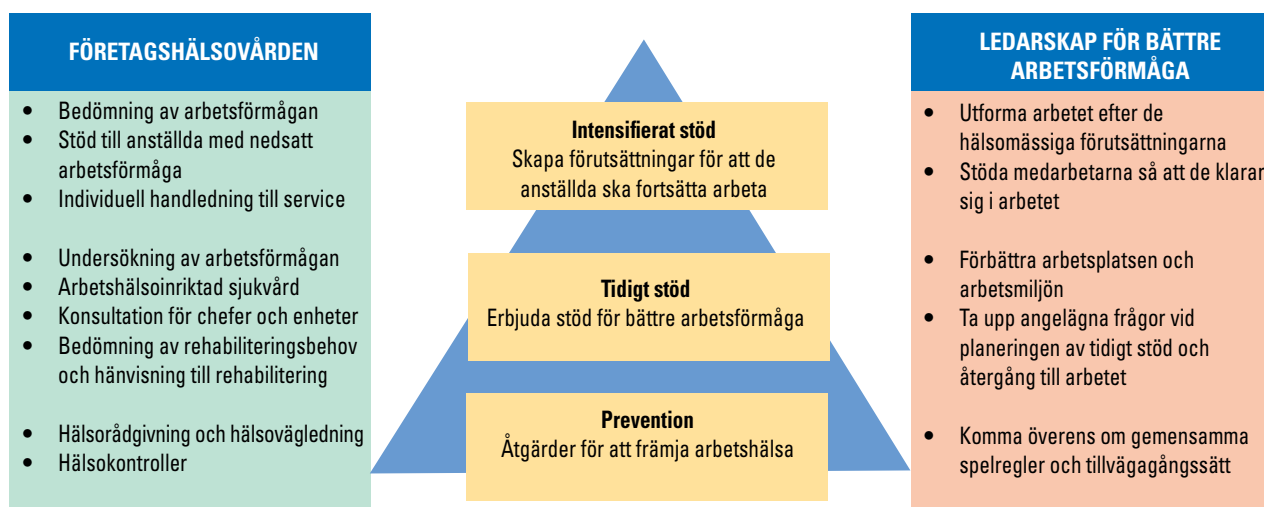 FÖRETAGSHÄLSOVÅRDEN
• Bedömning av arbetsförmågan
• Stöd till anställda med nedsatt
arbetsförmåga
• Individuell handledning till service
• Undersökning av arbetsförmågan
• Arbetshälsoinriktad sjukvård
• Konsultation för chefer och enheter
• Bedömning av rehabiliteringsbehov
och hänvisning till rehabilitering
• Hälsorådgivning och hälsovägledning
• Hälsokontroller
Intensifierat stöd
Skapa förutsättningar för att de
anställda ska fortsätta arbeta
Tidigt stöd
Erbjuda stöd för bättre arbetsförmåga
Prevention
Åtgärder för att främja arbetshälsa
LEDARSKAP FÖR BÄTTRE
ARBETSFÖRMÅGA
• Utforma arbetet efter de
hälsomässiga förutsättningarna
• Stöda medarbetarna så att de klarar
sig i arbetet
• Förbättra arbetsplatsen och
arbetsmiljön
• Ta upp angelägna frågor vid
planeringen av tidigt stöd och
återgång till arbetet
• Komma överens om gemensamma
spelregler och tillvägagångssätt